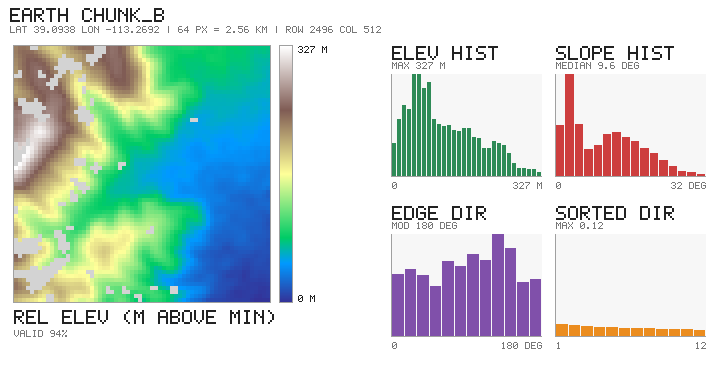 EARTH CHUNK_B
LAT 39.0938 LON -113.2692 | 64 PX = 2.56 KM | ROW 2496 COL 512
327 M
0 M
REL ELEV (M ABOVE MIN)
VALID 94%
ELEV HIST
MAX 327 M
0 327 M
SLOPE HIST
MEDIAN 9.6 DEG
0 32 DEG
EDGE DIR
MOD 180 DEG
0 180 DEG
SORTED DIR
MAX 0.12
1 12